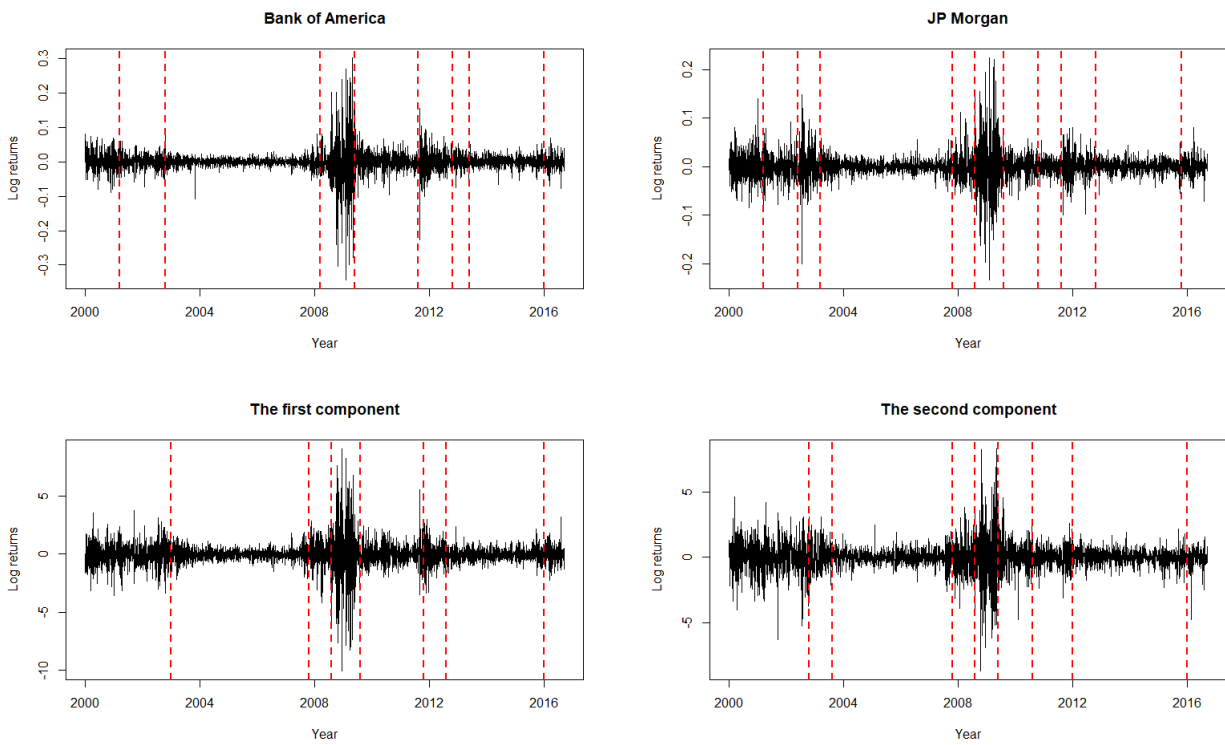 Bank of America
Log returns
0.3
0.2
0.1
0.0
-0.1
-0.2
-0.3
2000 2004 2008 2012 2016
Year
JP Morgan
Log returns
0.2
0.1
0.0
-0.1
-0.2
2000 2004 2008 2012 2016
Year
The first component
Log returns
5
0
-5
-10
2000 2004 2008 2012 2016
Year
The second component
Log returns
5
0
-5
2000 2004 2008 2012 2016
Year